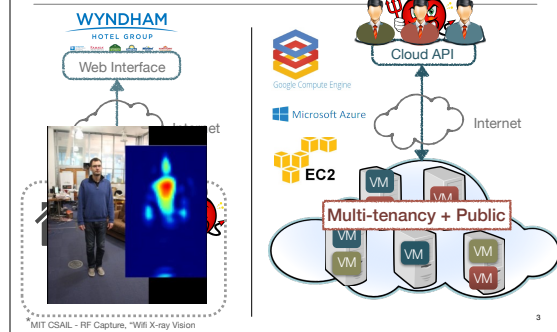 WYNDHAM
HOTEL GROUP
Web Interface
et
*MIT CSAIL - RF Capture, "Wifi X-ray Vision
Google Compute Engine
Microsoft Azure
EC2
Cloud API
Internet
VM
VM
Multi-tenancy + Public
VM
VM
VM
VM
VM
3